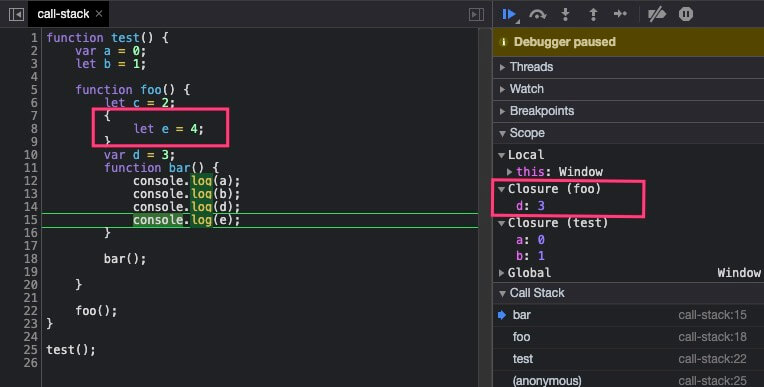 call-stack ×
1 function test() {
2 var a = 0;
3 let b = 1;
4
5 function foo() {
6 let c = 2;
7 {
8 let e = 4;
9 }
10 var d = 3;
11 function bar() {
12 console.log(a);
13 console.log(b);
14 console.log(d);
15 console.log(e);
16 }
17
18 bar();
19
20 }
21
22 foo();
23 }
24
25 test();
26
Debugger paused
Threads
Watch
Breakpoints
Scope
Local
this: Window
Closure (foo)
d: 3
Closure (test)
a: 0
b: 1
Global Window
Call Stack
bar call-stack:15
foo call-stack:18
test call-stack:22
(anonymous) call-stack:25